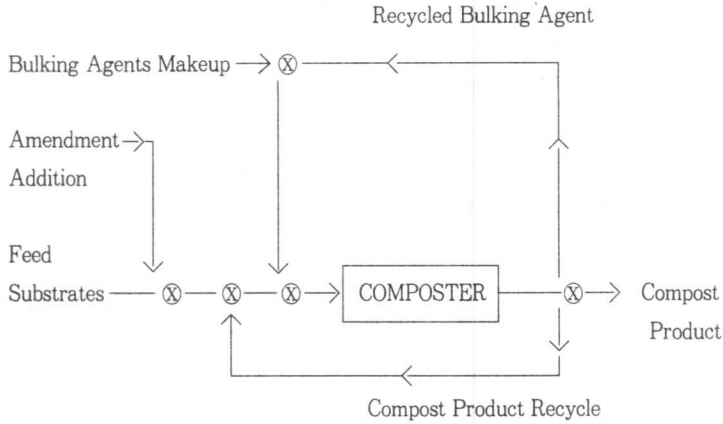 Recycled Bulking Agent
Bulking Agents Makeup
Amendment
Addition
Feed
Substrates
COMPOSTER
Compost
Product
Compost Product Recycle